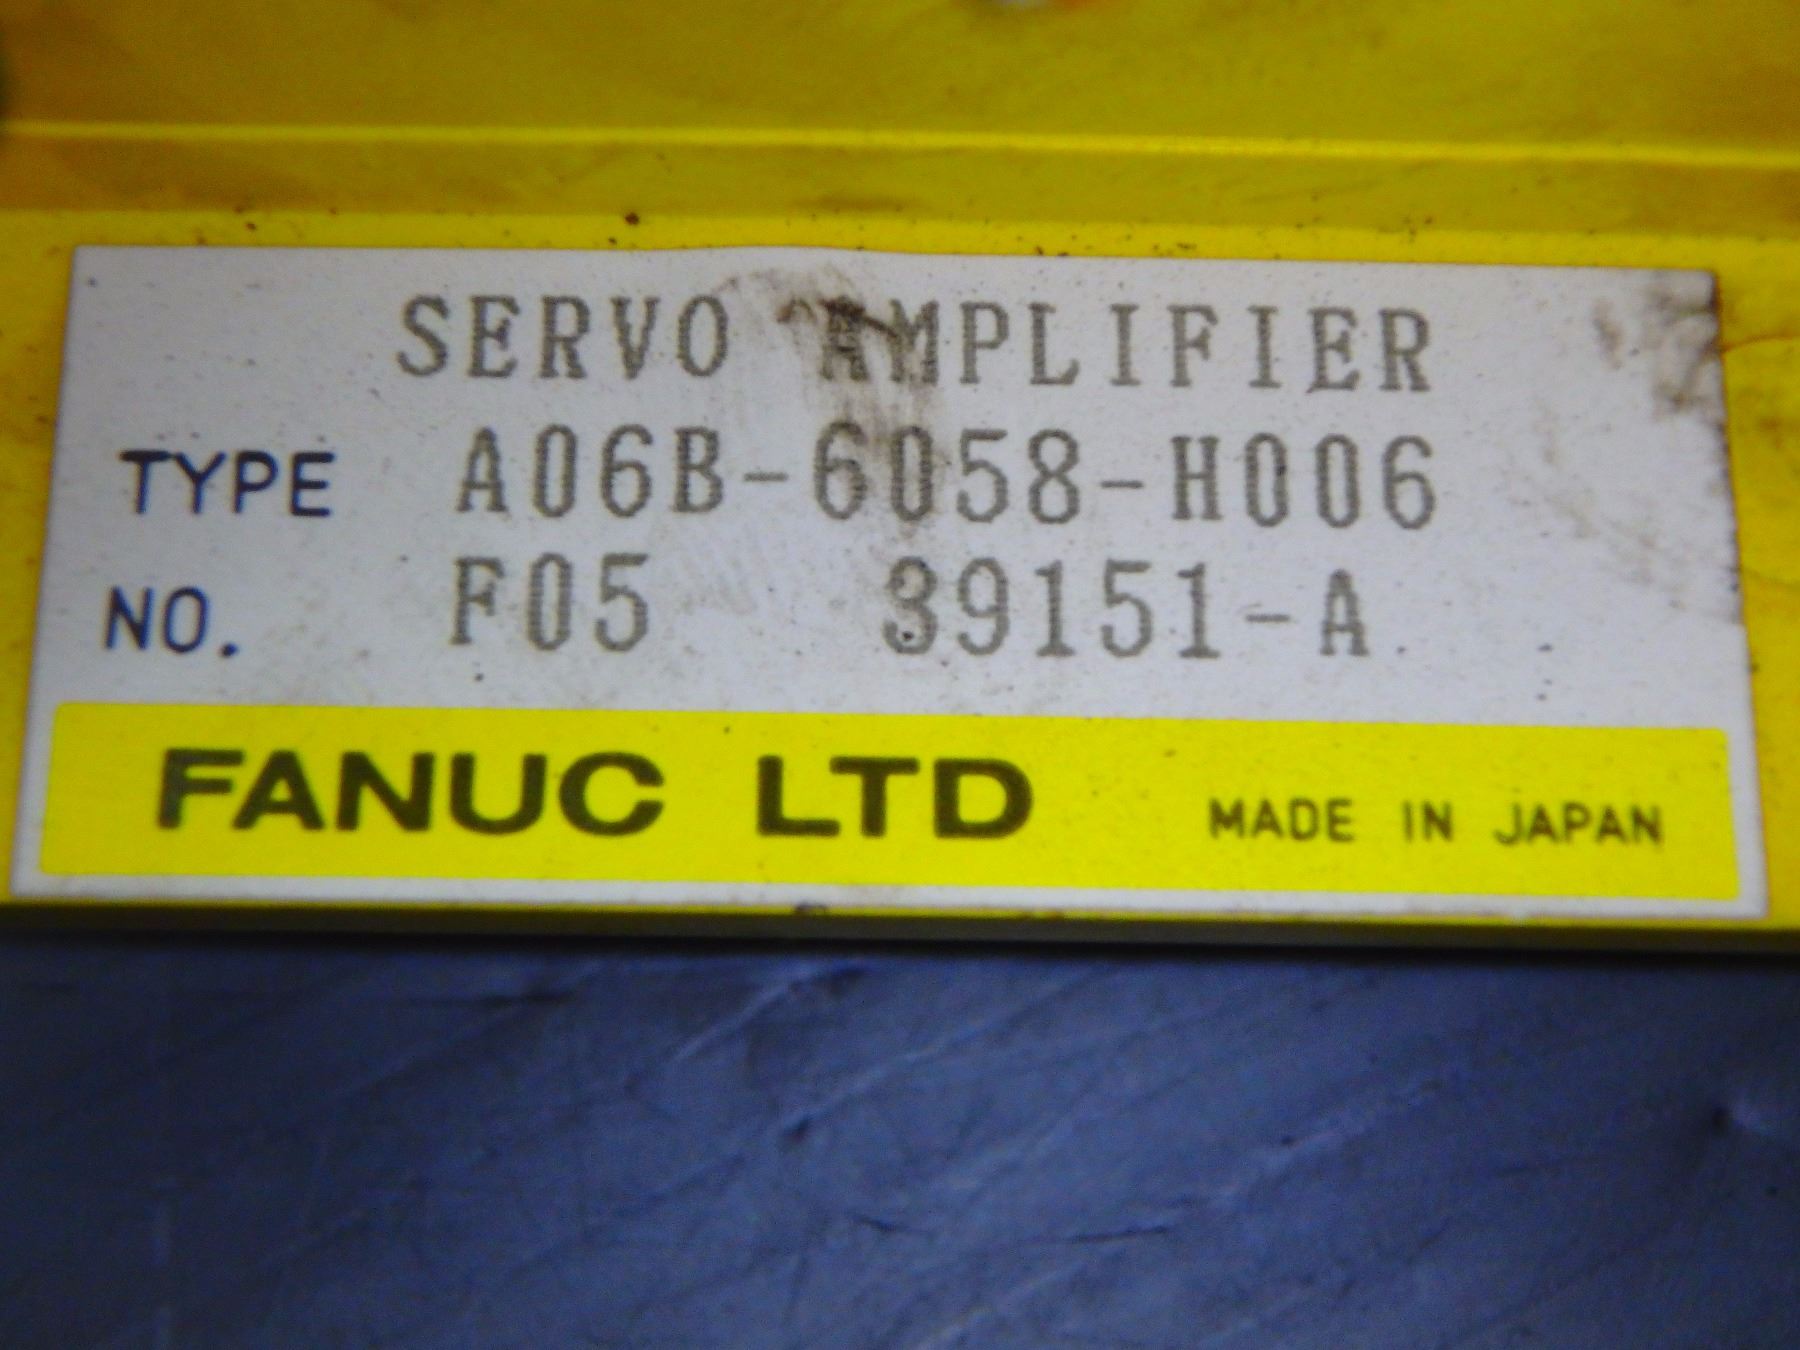 SERVO AMPLIFIER
TYPE A06B-6058-H006
NO. F05 39151-A
FANUC LTD MADE IN JAPAN